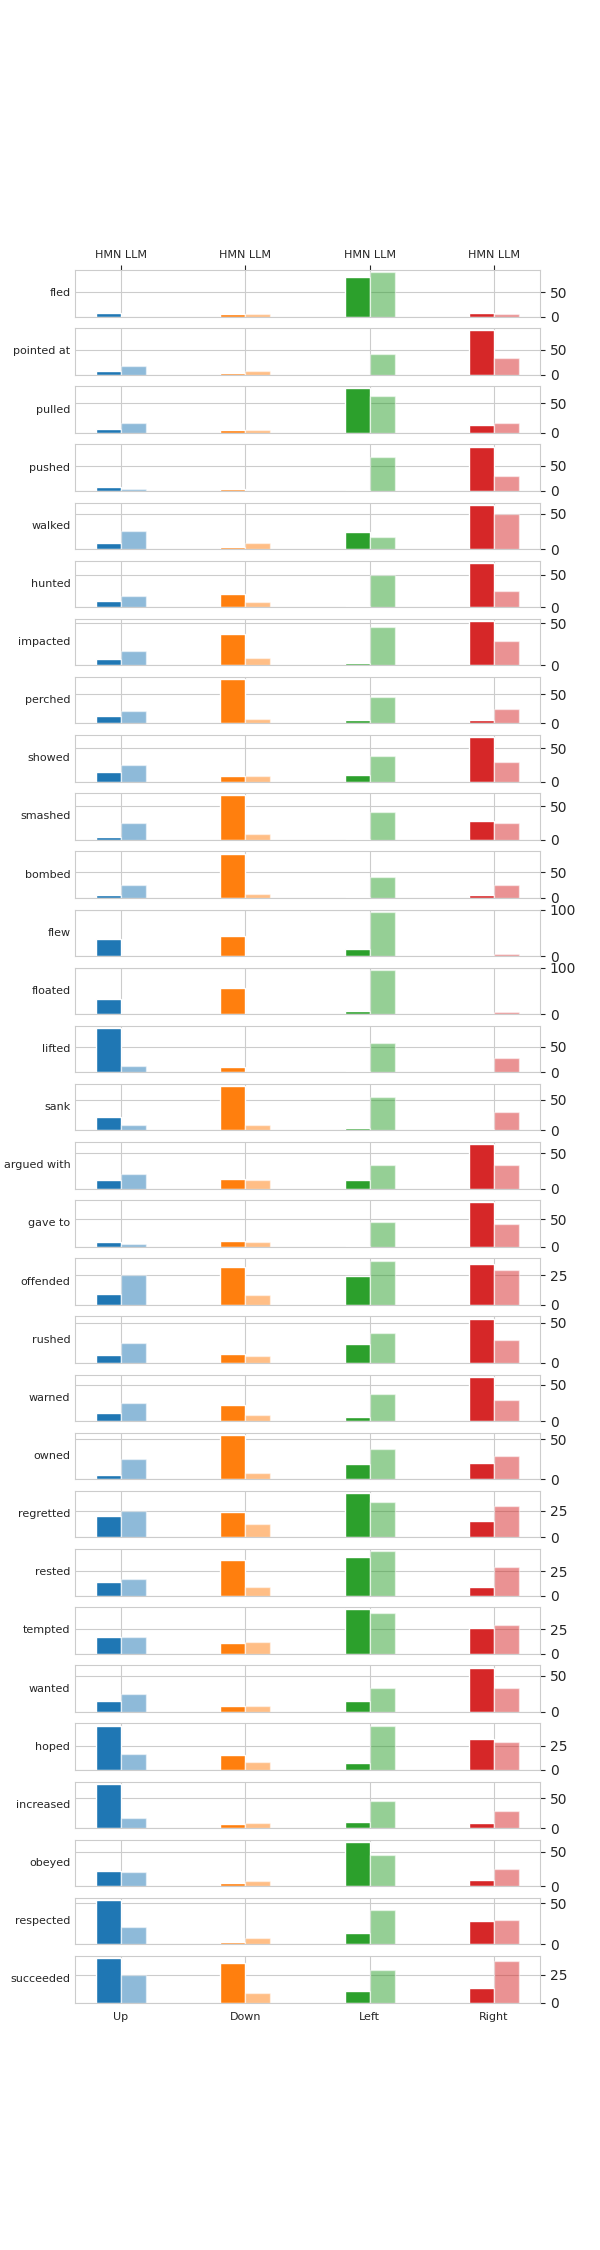 HMN LLM HMN LLM HMN LLM HMN LLM
fled 50 0
pointed at 50 0
pulled 50 0
pushed 50 0
walked 50 0
hunted 50 0
impacted 50 0
perched 50 0
showed 50 0
smashed 50 0
bombed 50 0
flew 100 0
floated 100 0
lifted 50 0
sank 50 0
argued with 50 0
gave to 50 0
offended 25 0
rushed 50 0
warned 50 0
owned 50 0
regretted 25 0
rested 25 0
tempted 25 0
wanted 50 0
hoped 25 0
increased 50 0
obeyed 50 0
respected 50 0
succeeded 25 0
Up Down Left Right